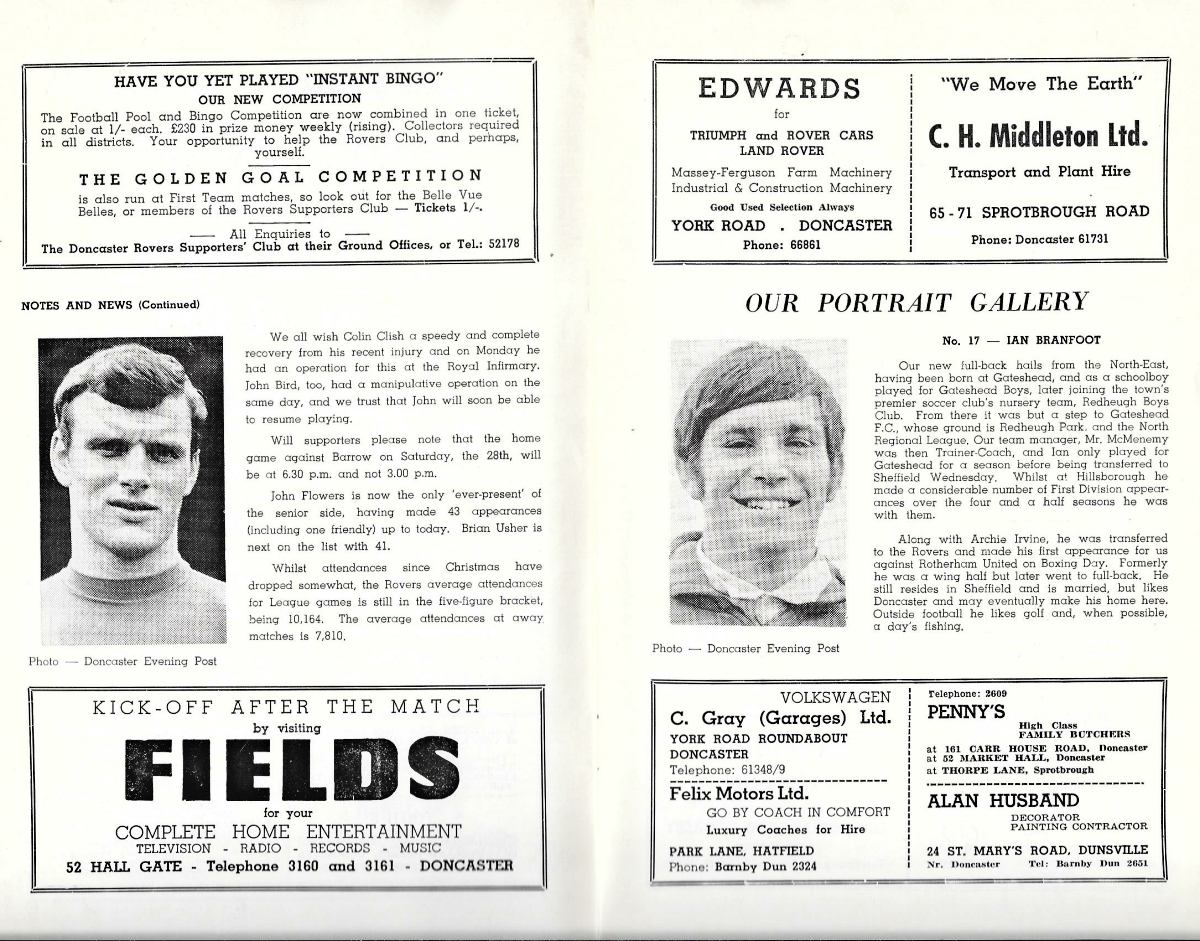 HAVE YOU YET PLAYED "INSTANT BINGO"
OUR NEW COMPETITION
The Football Pool and Bingo Competition are now combined in one ticket,
on sale at 1/- each. £230 in prize money weekly (rising). Collectors required
in all districts. Your opportunity to help the Rovers Club, and perhaps,
yourself.
THE GOLDEN GOAL COMPETITION
is also run at First Team matches, so look out for the Belle Vue
Belles, or members of the Rovers Supporters Club — Tickets 1/-.
— All Enquiries to —
The Doncaster Rovers Supporters' Club at their Ground Offices, or Tel.: 52178
NOTES AND NEWS (Continued)
We all wish Colin Clish a speedy and complete
recovery from his recent injury and on Monday he
had an operation for this at the Royal Infirmary.
John Bird, too, had a manipulative operation on the
same day, and we trust that John will soon be able
to resume playing.
Will supporters please note that the home
game against Barrow on Saturday, the 28th, will
be at 6.30 p.m. and not 3.00 p.m.
John Flowers is now the only 'ever-present' of
the senior side, having made 43 appearances
(including one friendly) up to today. Brian Usher is
next on the list with 41.
Whilst attendances since Christmas have
dropped somewhat, the Rovers average attendances
for League games is still in the five-figure bracket,
being 10,164. The average attendances at away
matches is 7,810.
Photo — Doncaster Evening Post
KICK-OFF AFTER THE MATCH
by visiting
FIELDS
for your
COMPLETE HOME ENTERTAINMENT
TELEVISION - RADIO - RECORDS - MUSIC
52 HALL GATE - Telephone 3160 and 3161 - DONCASTER
EDWARDS
for
TRIUMPH and ROVER CARS
LAND ROVER
Massey-Ferguson Farm Machinery
Industrial & Construction Machinery
Good Used Selection Always
YORK ROAD . DONCASTER
Phone: 66861
"We Move The Earth"
C. H. Middleton Ltd.
Transport and Plant Hire
65 - 71 SPROTBROUGH ROAD
Phone: Doncaster 61731
OUR PORTRAIT GALLERY
No. 17 — IAN BRANFOOT
Our new full-back hails from the North-East,
having been born at Gateshead, and as a schoolboy
played for Gateshead Boys, later joining the town's
premier soccer club's nursery team, Redheugh Boys
Club. From there it was but a step to Gateshead
F.C., whose ground is Redheugh Park, and the North
Regional League. Our team manager, Mr. McMenemy
was then Trainer-Coach, and Ian only played for
Gateshead for a season before being transferred to
Sheffield Wednesday. Whilst at Hillsborough he
made a considerable number of First Division appear-
ances over the four and a half seasons he was
with them.
Along with Archie Irvine, he was transferred
to the Rovers and made his first appearance for us
against Rotherham United on Boxing Day. Formerly
he was a wing half but later went to full-back. He
still resides in Sheffield and is married, but likes
Doncaster and may eventually make his home here.
Outside football he likes golf and, when possible,
a day's fishing.
Photo — Doncaster Evening Post
VOLKSWAGEN
C. Gray (Garages) Ltd.
YORK ROAD ROUNDABOUT
DONCASTER
Telephone: 61348/9
Felix Motors Ltd.
GO BY COACH IN COMFORT
Luxury Coaches for Hire
PARK LANE, HATFIELD
Phone: Barnby Dun 2324
Telephone: 2609
PENNY'S
High Class
FAMILY BUTCHERS
at 161 CARR HOUSE ROAD, Doncaster
at 52 MARKET HALL, Doncaster
at THORPE LANE, Sprotbrough
ALAN HUSBAND
DECORATOR
PAINTING CONTRACTOR
24 ST. MARY'S ROAD, DUNSVILLE
Nr. Doncaster Tel: Barnby Dun 2651